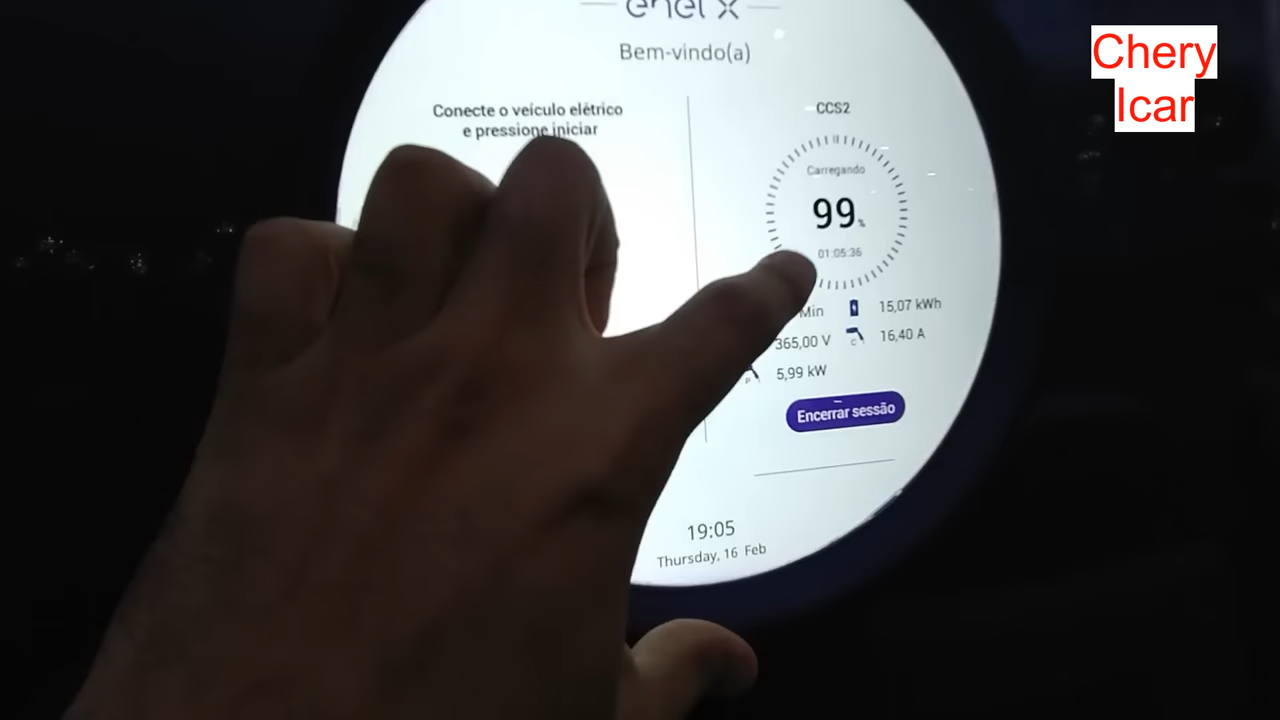 enel x
Bem-vindo(a)
Conecte o veículo elétrico
e pressione iniciar
CCS2
Carregando
99%
01:05:36
Min
15,07 kWh
365,00 V
16,40 A
5,99 kW
Encerrar sessão
19:05
Thursday, 16 Feb
Chery
Icar